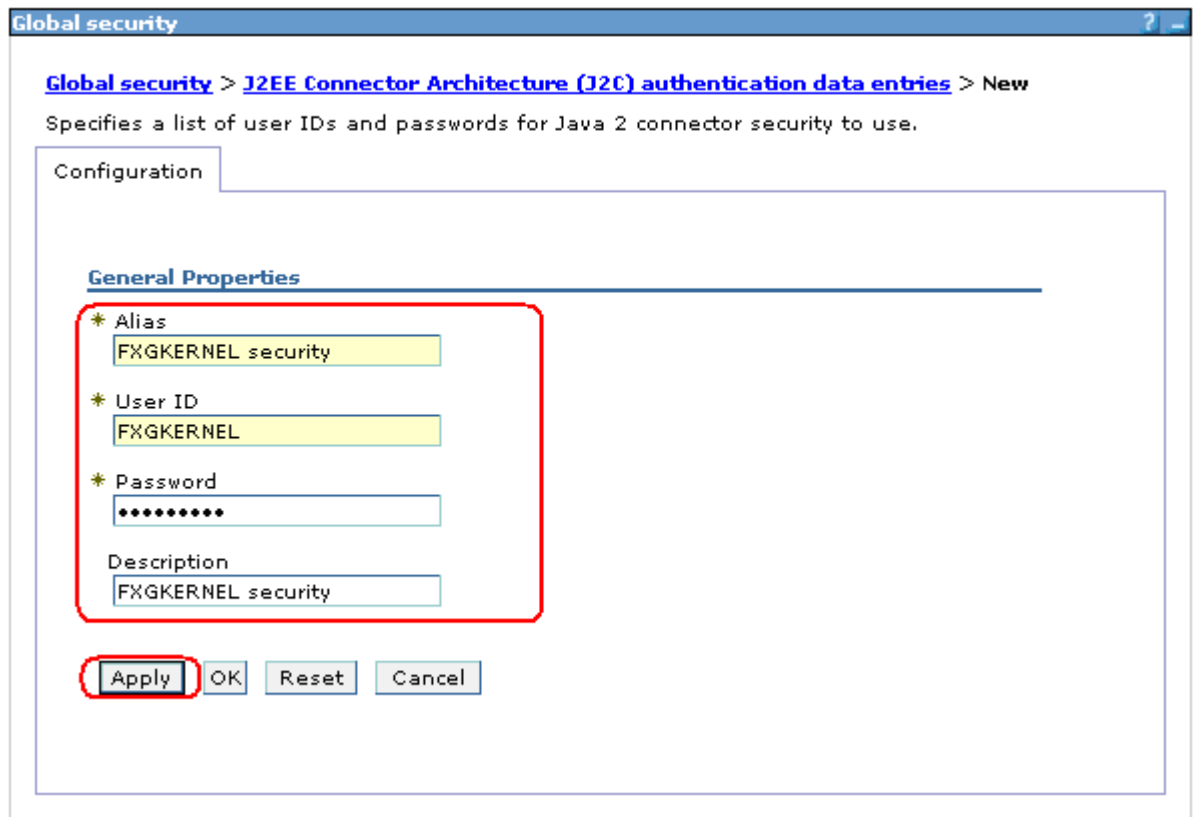 Global security ? _
Global security > J2EE Connector Architecture (J2C) authentication data entries > New
Specifies a list of user IDs and passwords for Java 2 connector security to use.
Configuration
General Properties
* Alias
FXGKERNEL security
* User ID
FXGKERNEL
* Password
•••••••••
Description
FXGKERNEL security
Apply OK Reset Cancel